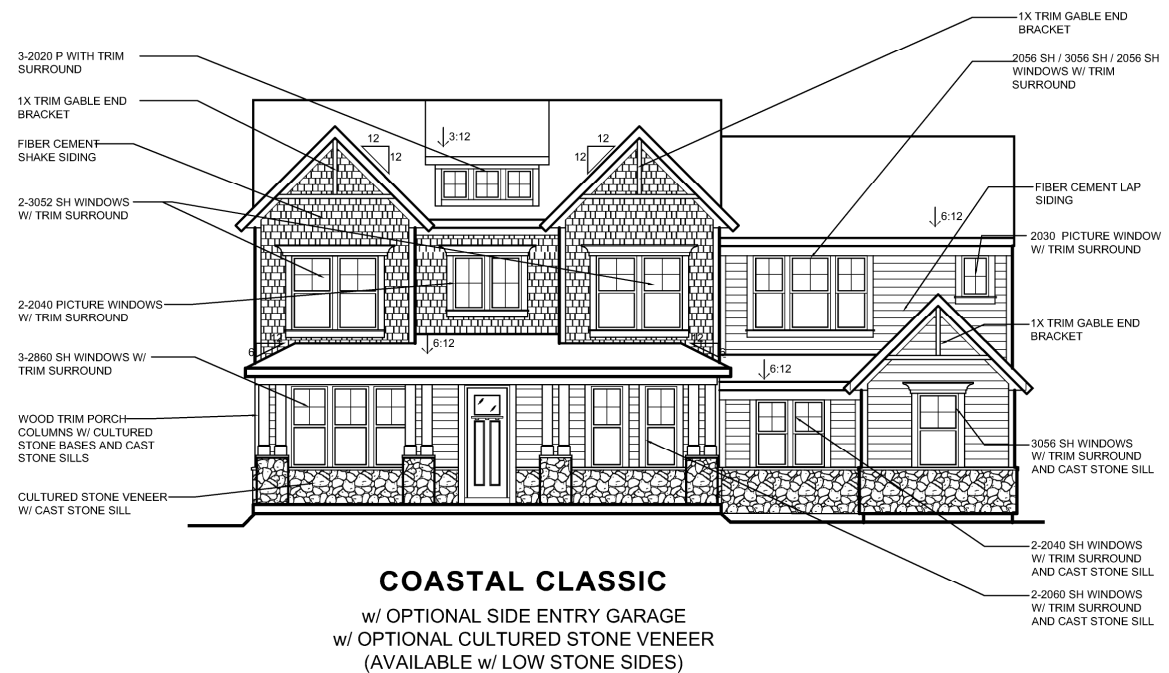 3-2020 P WITH TRIM
SURROUND
1X TRIM GABLE END
BRACKET
FIBER CEMENT
SHAKE SIDING
2-3052 SH WINDOWS
W/ TRIM SURROUND
2-2040 PICTURE WINDOWS
W/ TRIM SURROUND
3-2860 SH WINDOWS W/
TRIM SURROUND
WOOD TRIM PORCH
COLUMNS W/ CULTURED
STONE BASES AND CAST
STONE SILLS
CULTURED STONE VENEER
W/ CAST STONE SILL
12
12
3:12
12
12
6:12
6:12
6:12
6
12
1X TRIM GABLE END
BRACKET
2056 SH / 3056 SH / 2056 SH
WINDOWS W/ TRIM
SURROUND
FIBER CEMENT LAP
SIDING
2030 PICTURE WINDOW
W/ TRIM SURROUND
1X TRIM GABLE END
BRACKET
3056 SH WINDOWS
W/ TRIM SURROUND
AND CAST STONE SILL
2-2040 SH WINDOWS
W/ TRIM SURROUND
AND CAST STONE SILL
2-2060 SH WINDOWS
W/ TRIM SURROUND
AND CAST STONE SILL
COASTAL CLASSIC
w/ OPTIONAL SIDE ENTRY GARAGE
w/ OPTIONAL CULTURED STONE VENEER
(AVAILABLE w/ LOW STONE SIDES)